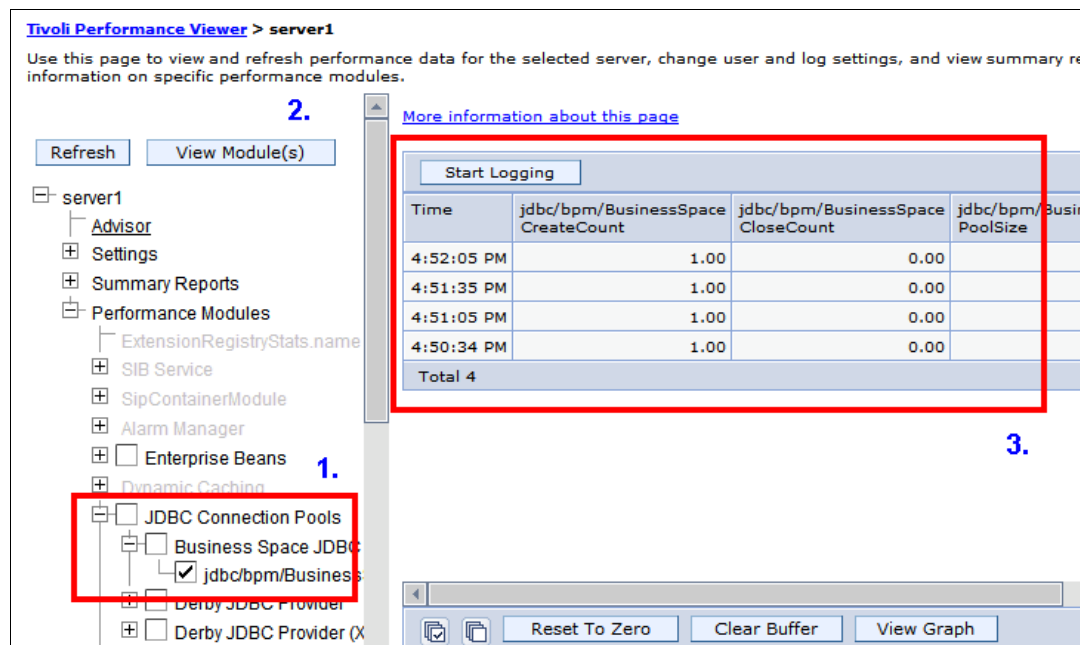 Tivoli Performance Viewer > server1
Use this page to view and refresh performance data for the selected server, change user and log settings, and view summary
information on specific performance modules.
2.
More information about this page
Refresh
View Module(s)
server1
Advisor
Settings
Summary Reports
Performance Modules
ExtensionRegistryStats.name
SIB Service
SipContainerModule
Alarm Manager
Enterprise Beans
1.
Dynamic Caching
JDBC Connection Pools
Business Space JDBC
jdbc/bpm/Business
Derby JDBC Provider
Derby JDBC Provider (X
Start Logging
Time jdbc/bpm/BusinessSpace CreateCount jdbc/bpm/BusinessSpace CloseCount jdbc/bpm/Busin PoolSize
4:52:05 PM 1.00 0.00
4:51:35 PM 1.00 0.00
4:51:05 PM 1.00 0.00
4:50:34 PM 1.00 0.00
Total 4
3.
Reset To Zero
Clear Buffer
View Graph